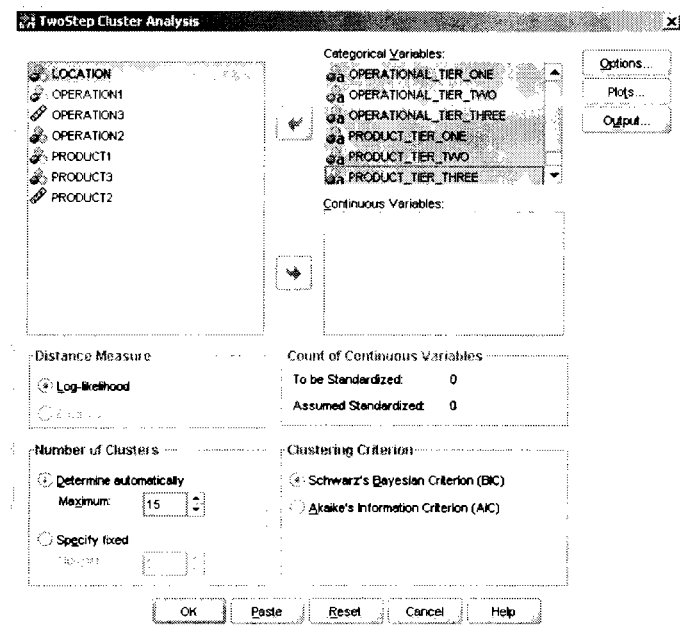 TwoStep Cluster Analysis
LOCATION
OPERATION1
OPERATION3
OPERATION2
PRODUCT1
PRODUCT3
PRODUCT2
Categorical Variables:
OPERATIONAL_TIER_ONE
OPERATIONAL_TIER_TWO
OPERATIONAL_TIER_THREE
PRODUCT_TIER_ONE
PRODUCT_TIER_TWO
PRODUCT_TIER_THREE
Continuous Variables:
Options...
Plots...
Output...
Distance Measure
Log-likelihood
Count of Continuous Variables
To be Standardized: 0
Assumed Standardized: 0
Number of Clusters
Determine automatically
Maximum: 15
Specify fixed
Clustering Criterion
Schwarz's Bayesian Criterion (BIC)
Akaike's Information Criterion (AIC)
OK Paste Reset Cancel Help